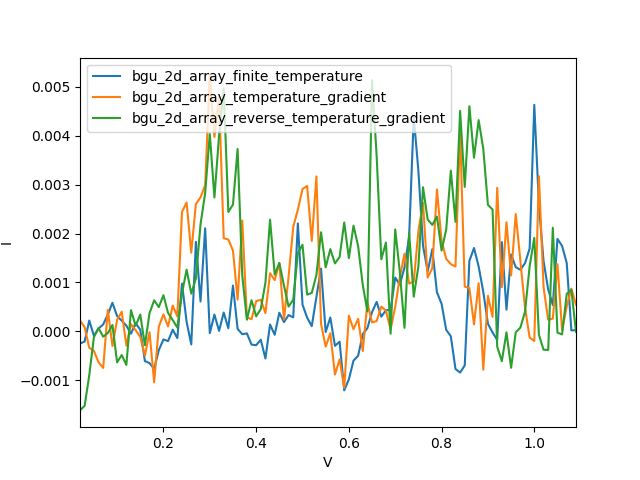 bgu_2d_array_finite_temperature
bgu_2d_array_temperature_gradient
bgu_2d_array_reverse_temperature_gradient
0.005
0.004
0.003
0.002
0.001
0.000
−0.001
I
0.2 0.4 0.6 0.8 1.0
V